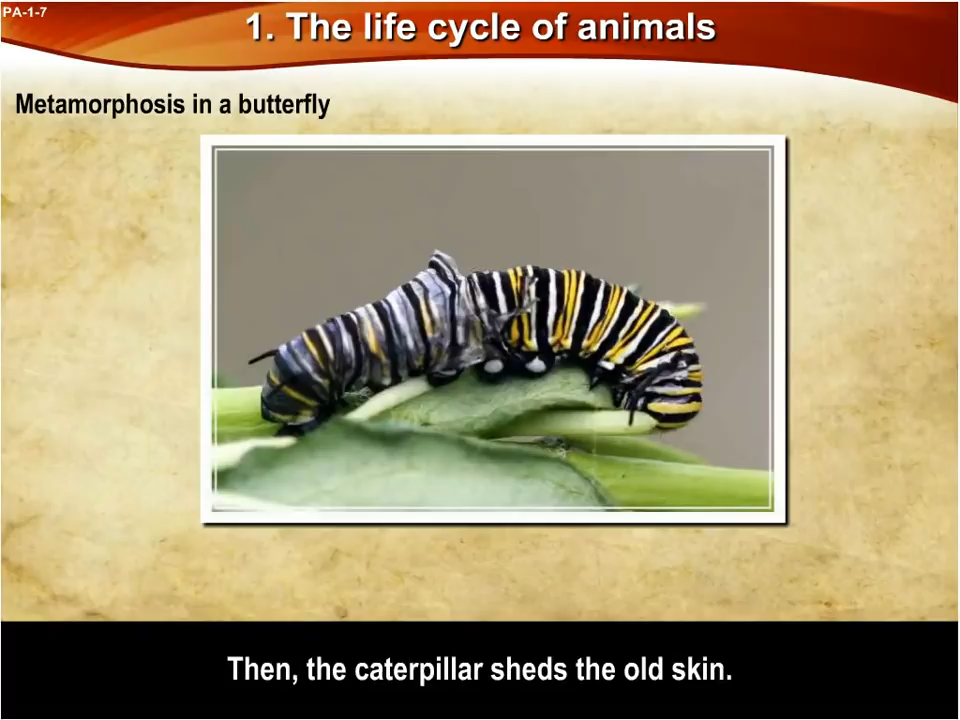 PA-1-7
1. The life cycle of animals
Metamorphosis in a butterfly
Then, the caterpillar sheds the old skin.